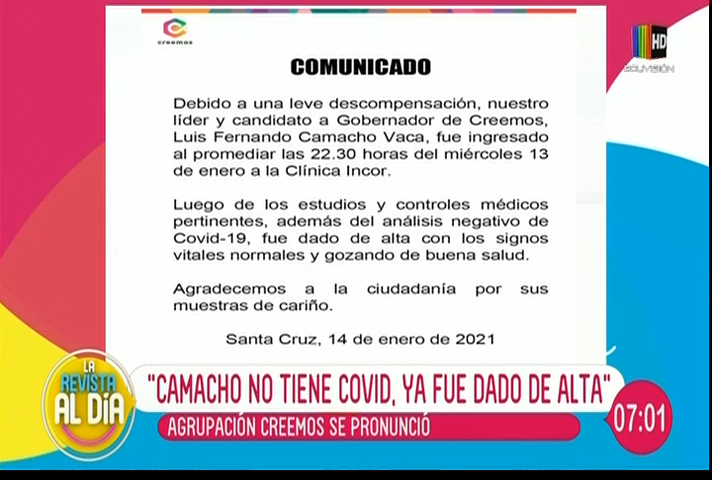 creemos
COMUNICADO
HD
BOLIVISIÓN
Debido a una leve descompensación, nuestro
líder y candidato a Gobernador de Creemos,
Luis Fernando Camacho Vaca, fue ingresado
al promediar las 22.30 horas del miércoles 13
de enero a la Clínica Incor.
Luego de los estudios y controles médicos
pertinentes, además del análisis negativo de
Covid-19, fue dado de alta con los signos
vitales normales y gozando de buena salud.
Agradecemos a la ciudadanía por sus
muestras de cariño.
Santa Cruz, 14 de enero de 2021
LA
REVISTA
AL DÍA
"CAMACHO NO TIENE COVID, YA FUE DADO DE ALTA"
AGRUPACIÓN CREEMOS SE PRONUNCIÓ
07:01